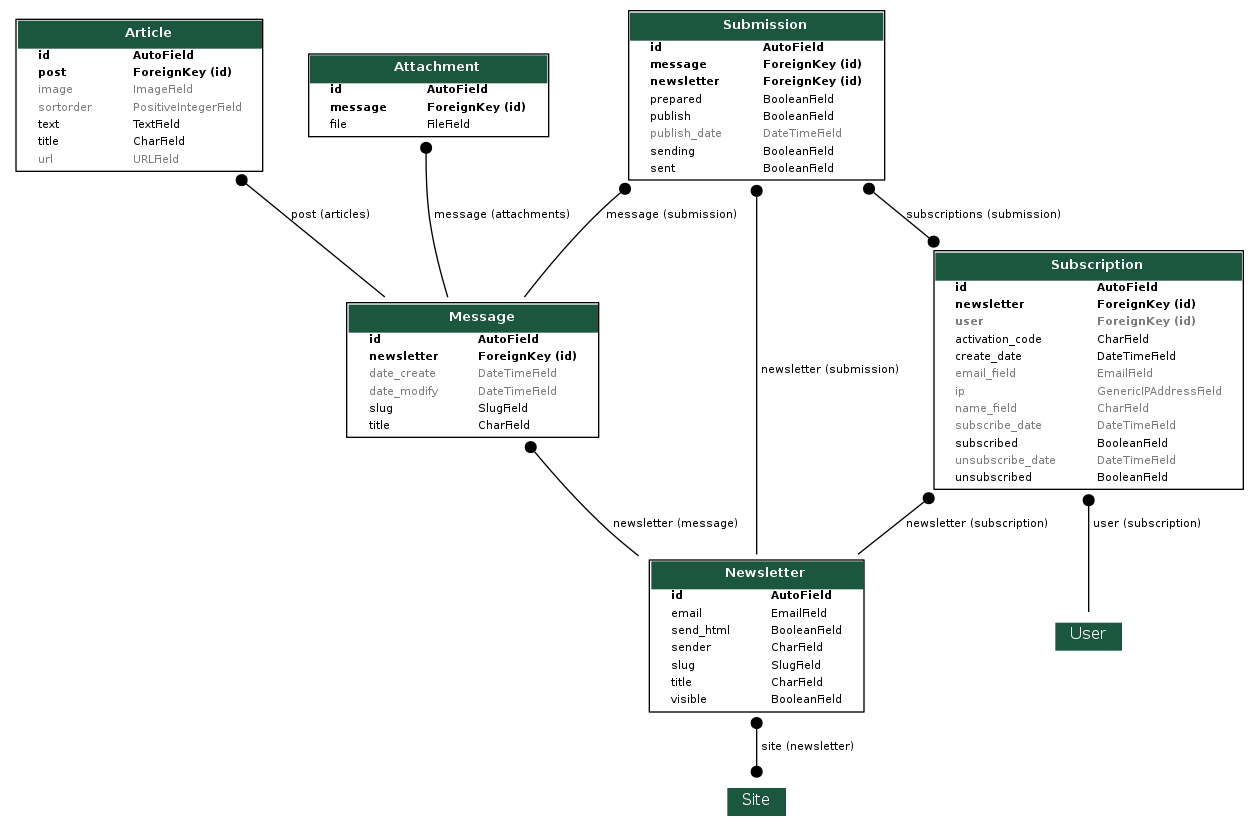 Article
id AutoField
post ForeignKey (id)
image ImageField
sortorder PositiveIntegerField
text TextField
title CharField
url URLField
Attachment
id AutoField
message ForeignKey (id)
file FileField
Submission
id AutoField
message ForeignKey (id)
newsletter ForeignKey (id)
prepared BooleanField
publish BooleanField
publish_date DateTimeField
sending BooleanField
sent BooleanField
post (articles)
message (attachments)
message (submission)
subscriptions (submission)
Subscription
id AutoField
newsletter ForeignKey (id)
user ForeignKey (id)
activation_code CharField
create_date DateTimeField
email_field EmailField
ip GenericIPAddressField
name_field CharField
subscribe_date DateTimeField
subscribed BooleanField
unsubscribe_date DateTimeField
unsubscribed BooleanField
Message
id AutoField
newsletter ForeignKey (id)
date_create DateTimeField
date_modify DateTimeField
slug SlugField
title CharField
newsletter (submission)
newsletter (message)
newsletter (subscription)
user (subscription)
Newsletter
id AutoField
email EmailField
send_html BooleanField
sender CharField
slug SlugField
title CharField
visible BooleanField
User
site (newsletter)
Site